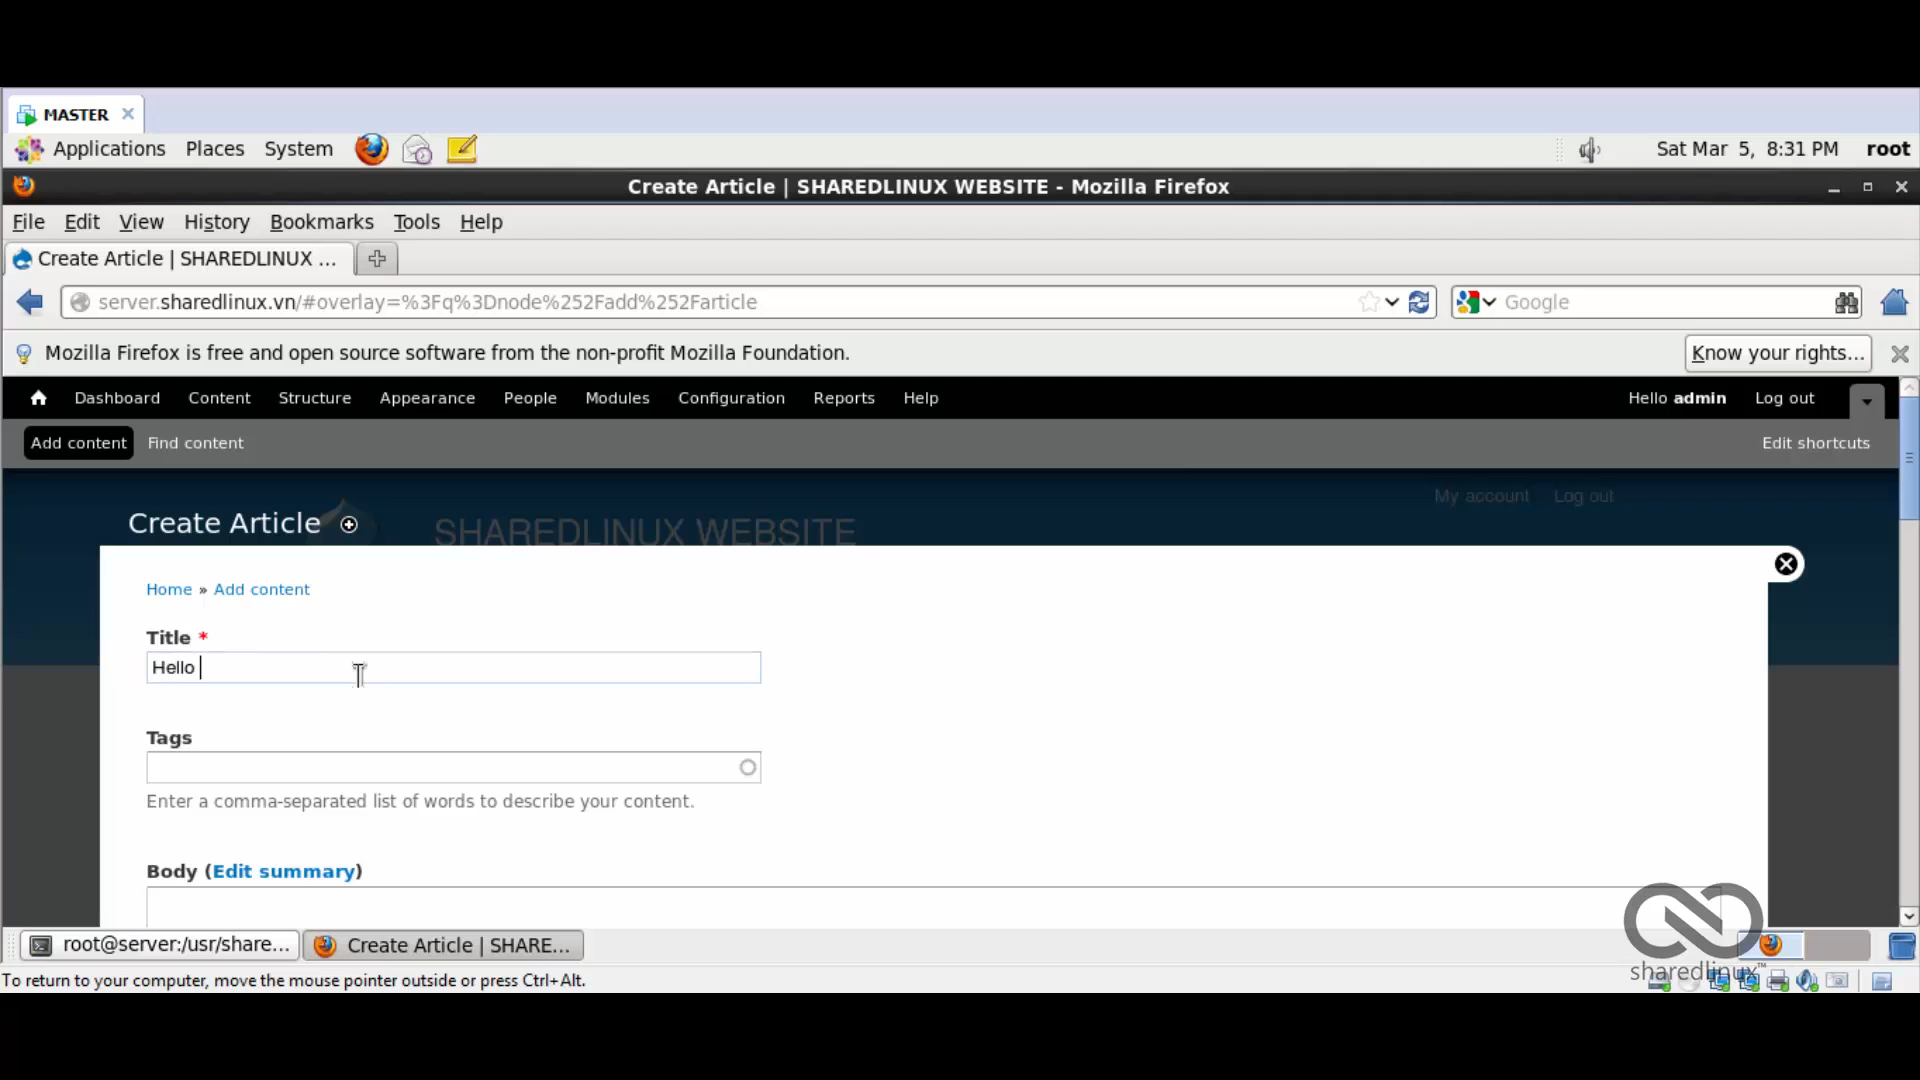 MASTER
Applications Places System Sat Mar 5, 8:31 PM root
Create Article | SHAREDLINUX WEBSITE - Mozilla Firefox
File Edit View History Bookmarks Tools Help
Create Article | SHAREDLINUX ...
server.sharedlinux.vn/#overlay=%3Fq%3Dnode%252Fadd%252Farticle Google
Mozilla Firefox is free and open source software from the non-profit Mozilla Foundation. Know your rights...
Dashboard Content Structure Appearance People Modules Configuration Reports Help Hello admin Log out
Add content Find content Edit shortcuts
My account Log out
Create Article SHAREDLINUX WEBSITE
Home » Add content
Title *
Hello
Tags
Enter a comma-separated list of words to describe your content.
Body (Edit summary)
root@server:/usr/share... Create Article | SHARE...
sharedlinux™
To return to your computer, move the mouse pointer outside or press Ctrl+Alt.